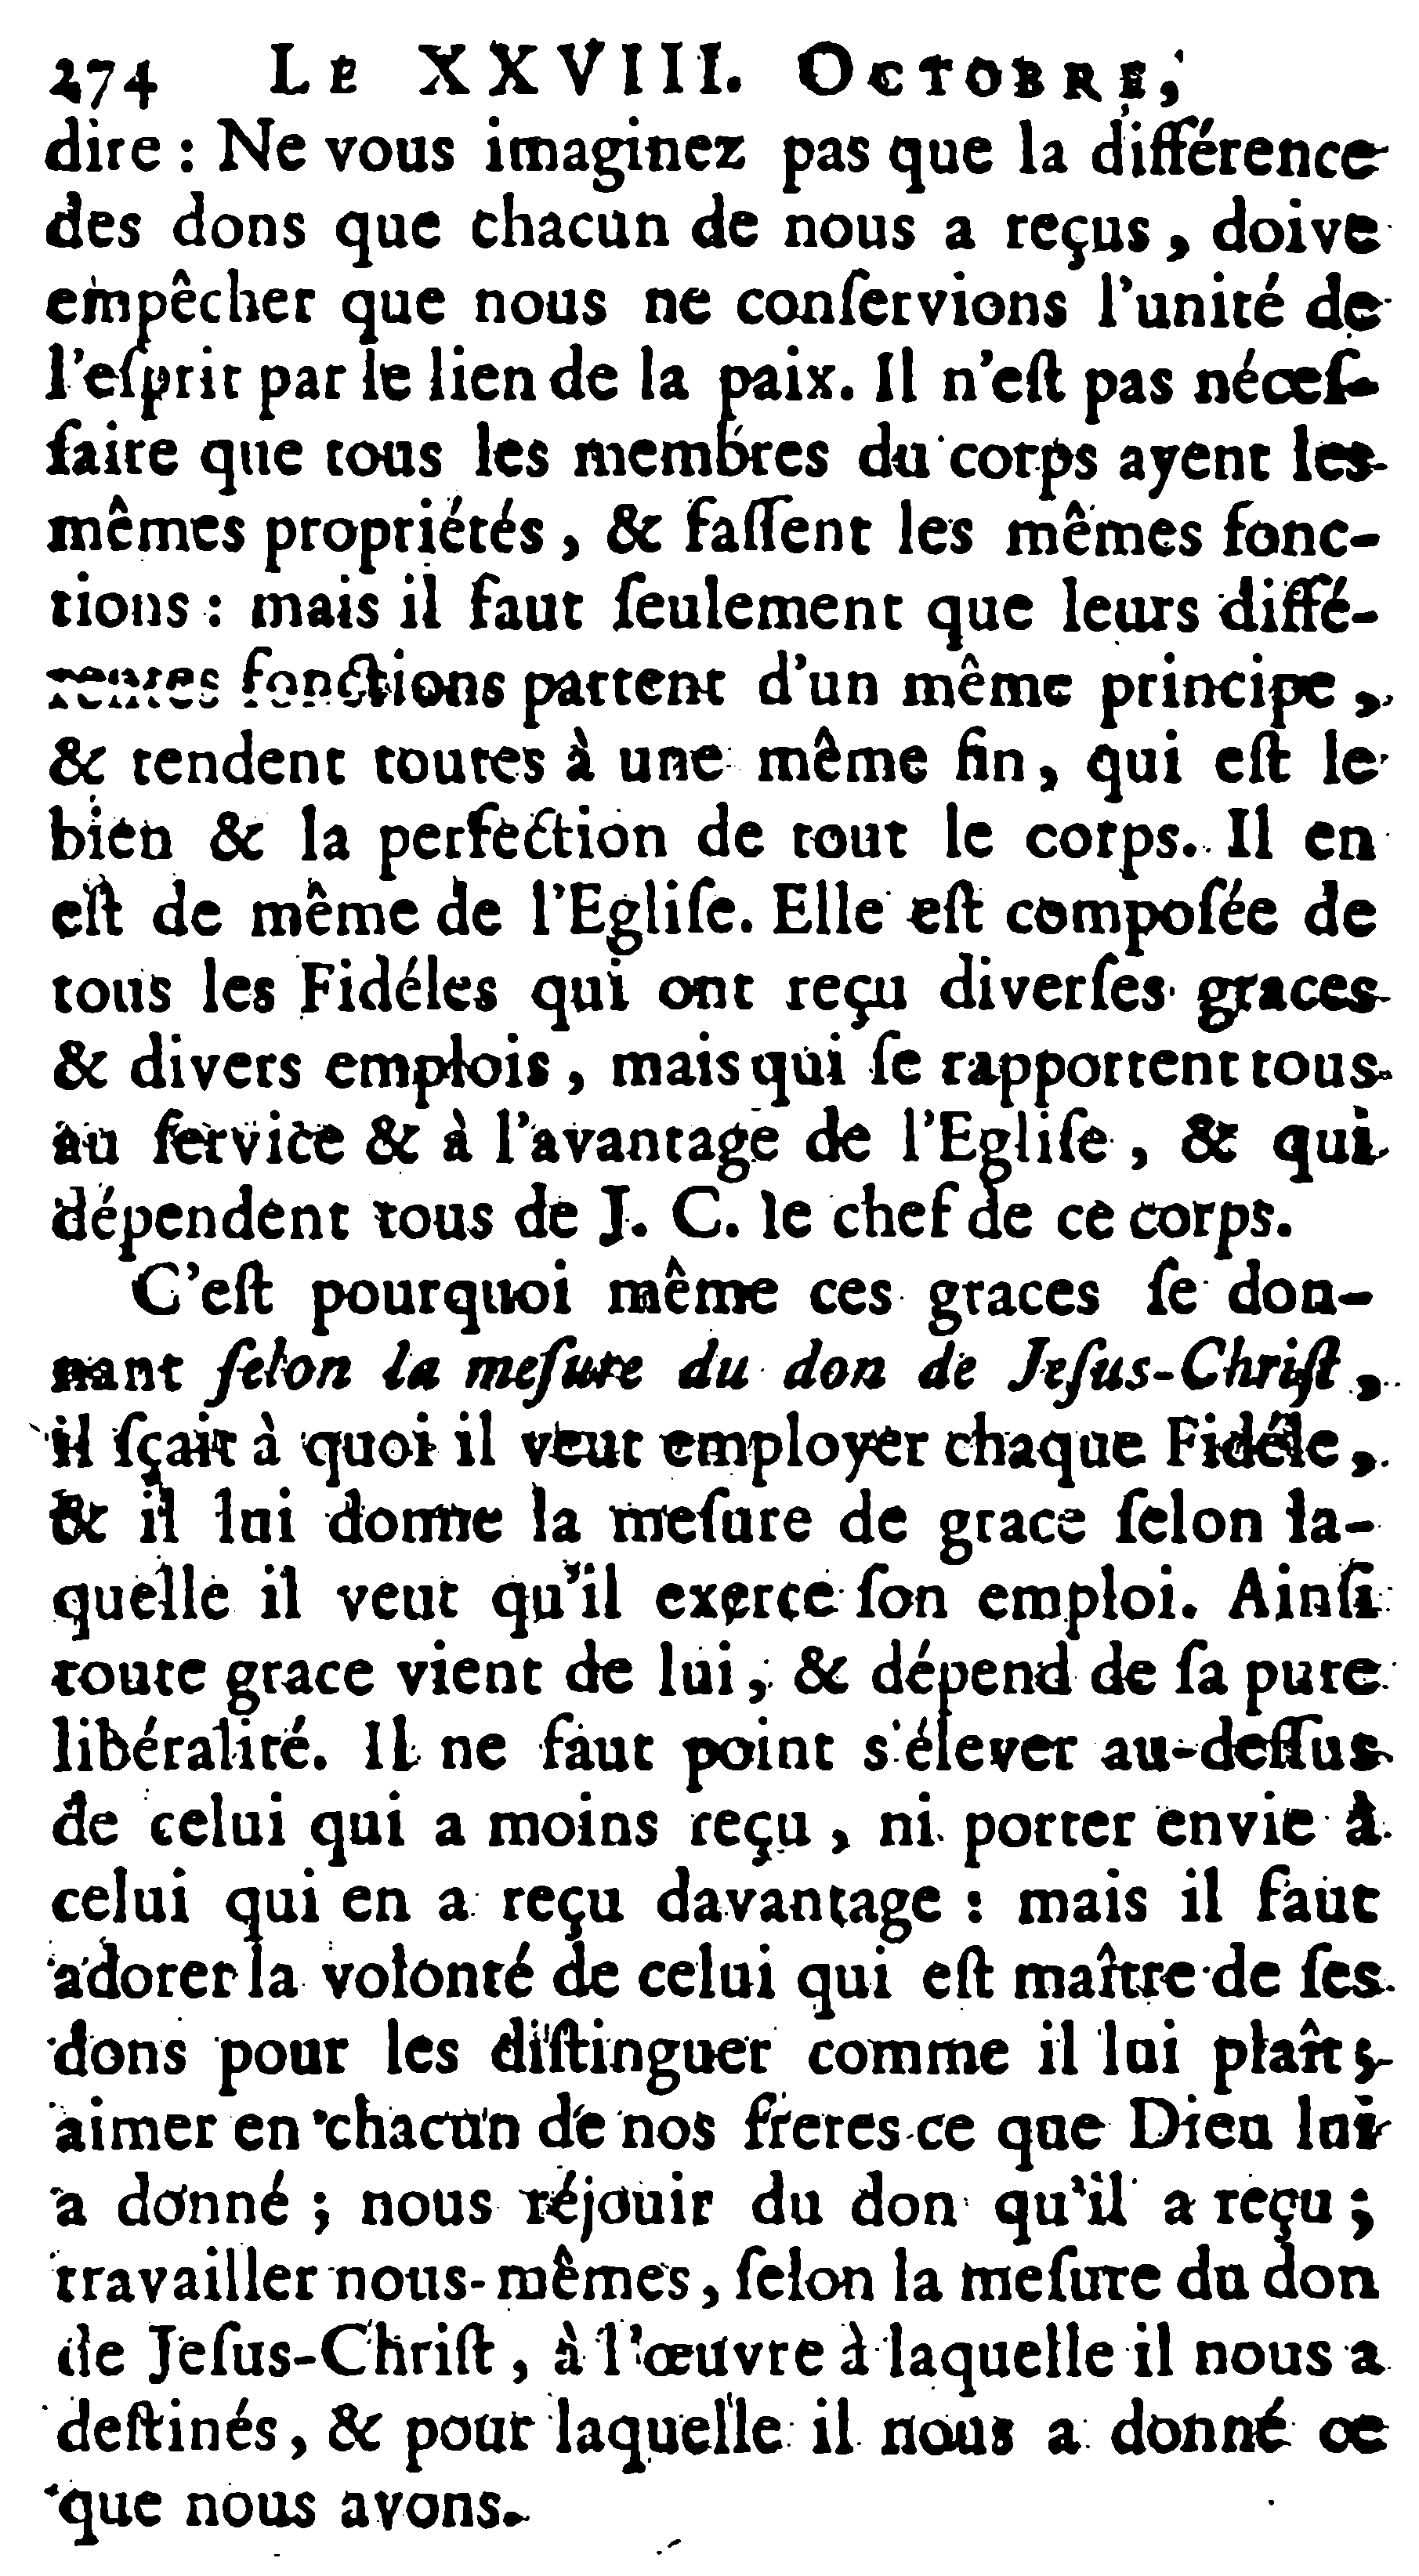 274 LE XXVIII. OCTOBRE,
dire : Ne vous imaginez pas que la différence
des dons que chacun de nous a reçus , doive
empêcher que nous ne conſervions l'unité de
l'eſprit par le lien de la paix. Il n'eſt pas néceſ-
ſaire que tous les membres du corps ayent les
mêmes propriétés , & faſſent les mêmes fonc-
tions : mais il faut ſeulement que leurs diffé-
rentes fonctions partent d'un même principe ,
& tendent toutes à une même fin, qui eſt le
bien & la perfection de tout le corps. Il en
eſt de même de l'Egliſe. Elle eſt compoſée de
tous les Fidéles qui ont reçu diverſes graces
& divers emplois , mais qui ſe rapportent tous
au ſervice & à l'avantage de l'Egliſe , & qui
dépendent tous de J. C. le chef de ce corps.
C'eſt pourquoi même ces graces ſe don-
nant ſelon la meſure du don de Jeſus-Chriſt ,
il ſçait à quoi il veut employer chaque Fidéle ,
& il lui donne la meſure de grace ſelon la-
quelle il veut qu'il exerce ſon emploi. Ainſi
toute grace vient de lui , & dépend de ſa pure
libéralité. Il ne faut point s'élever au-deſſus
de celui qui a moins reçu , ni porter envie à
celui qui en a reçu davantage : mais il faut
adorer la volonté de celui qui eſt maître de ſes
dons pour les diſtinguer comme il lui plaît ;
aimer en chacun de nos freres ce que Dieu lui
a donné ; nous réjouir du don qu'il a reçu ;
travailler nous-mêmes , ſelon la meſure du don
de Jeſus-Chriſt , à l'œuvre à laquelle il nous a
deſtinés , & pour laquelle il nous a donné ce
que nous avons.